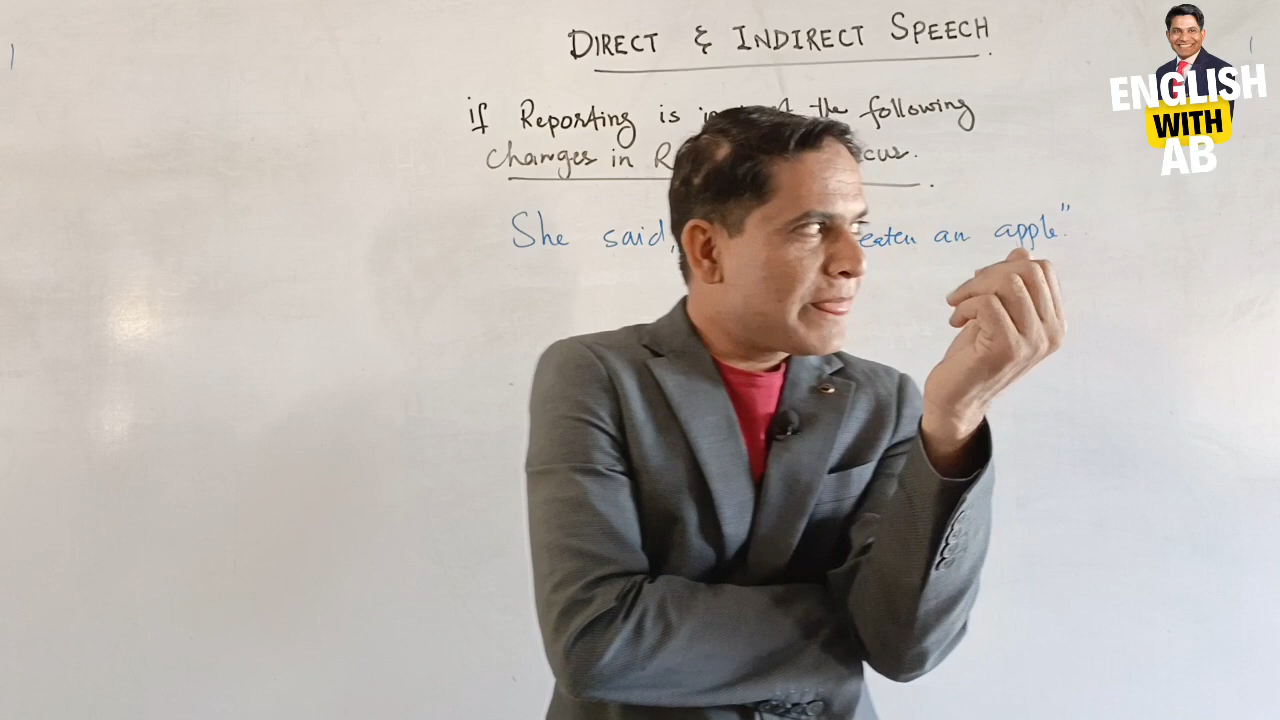 DIRECT & INDIRECT SPEECH.
if Reporting is the following
changes in
She said, eaten an apple."
ENGLISH
WITH
AB